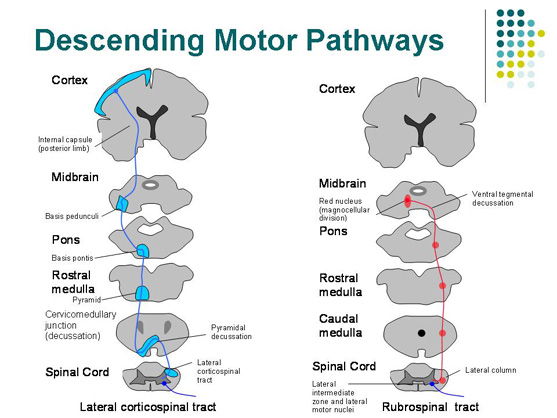 Descending Motor Pathways
Cortex
Internal capsule
(posterior limb)
Midbrain
Basis pedunculi
Pons
Basis pontis
Rostral
medulla
Pyramid
Cervicomedullary
junction
(decussation)
Pyramidal
decussation
Spinal Cord
Lateral
corticospinal
tract
Lateral corticospinal tract
Cortex
Midbrain
Red nucleus
(magnocellular
division)
Ventral tegmental
decussation
Pons
Rostral
medulla
Caudal
medulla
Spinal Cord
Lateral column
Lateral
intermediate
zone and lateral
motor nuclei
Rubrospinal tract